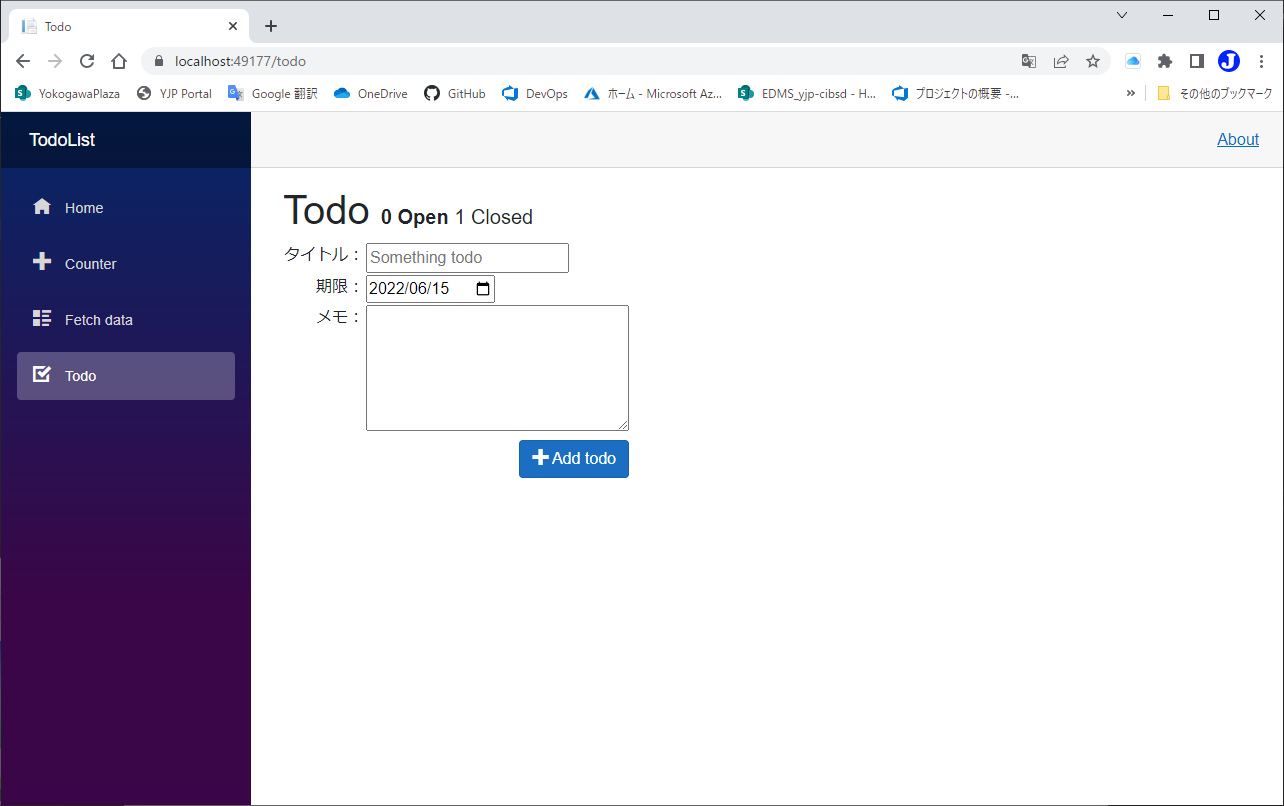 Todo
localhost:49177/todo
YokogawaPlaza YJP Portal Google 翻訳 OneDrive GitHub DevOps ホーム - Microsoft Az... EDMS_yjp-cibsd - H... プロジェクトの概要 -... » その他のブックマーク
TodoList
About
Home
Counter
Fetch data
Todo
Todo 0 Open 1 Closed
タイトル： Something todo
期限： 2022/06/15
メモ：
Add todo